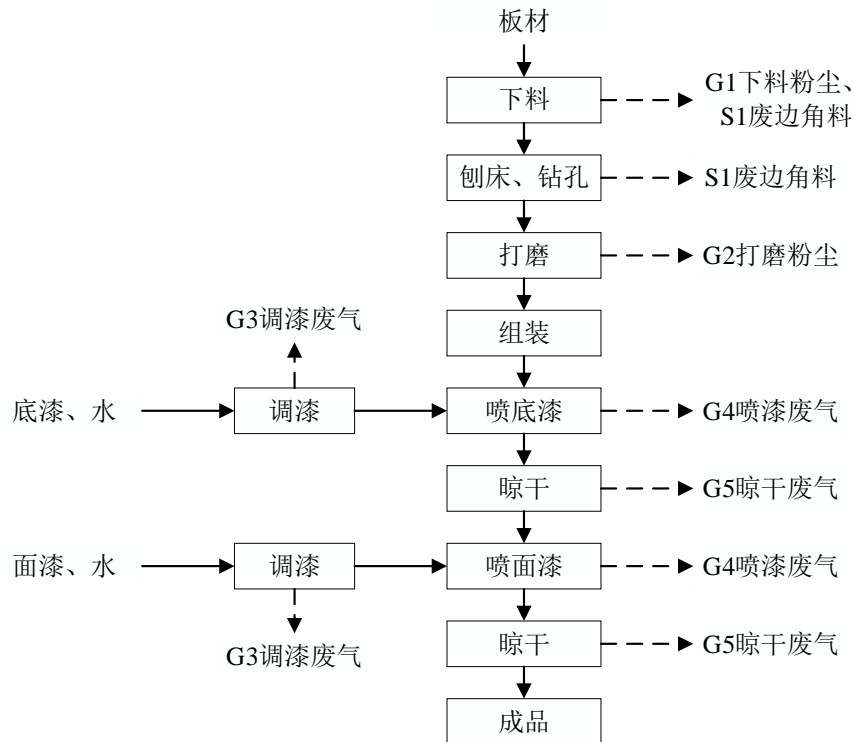 板材
下料
G1下料粉尘、
S1废边角料
刨床、钻孔
S1废边角料
打磨
G2打磨粉尘
G3调漆废气
组装
底漆、水
调漆
喷底漆
G4喷漆废气
晾干
G5晾干废气
面漆、水
调漆
喷面漆
G4喷漆废气
G3调漆废气
晾干
G5晾干废气
成品